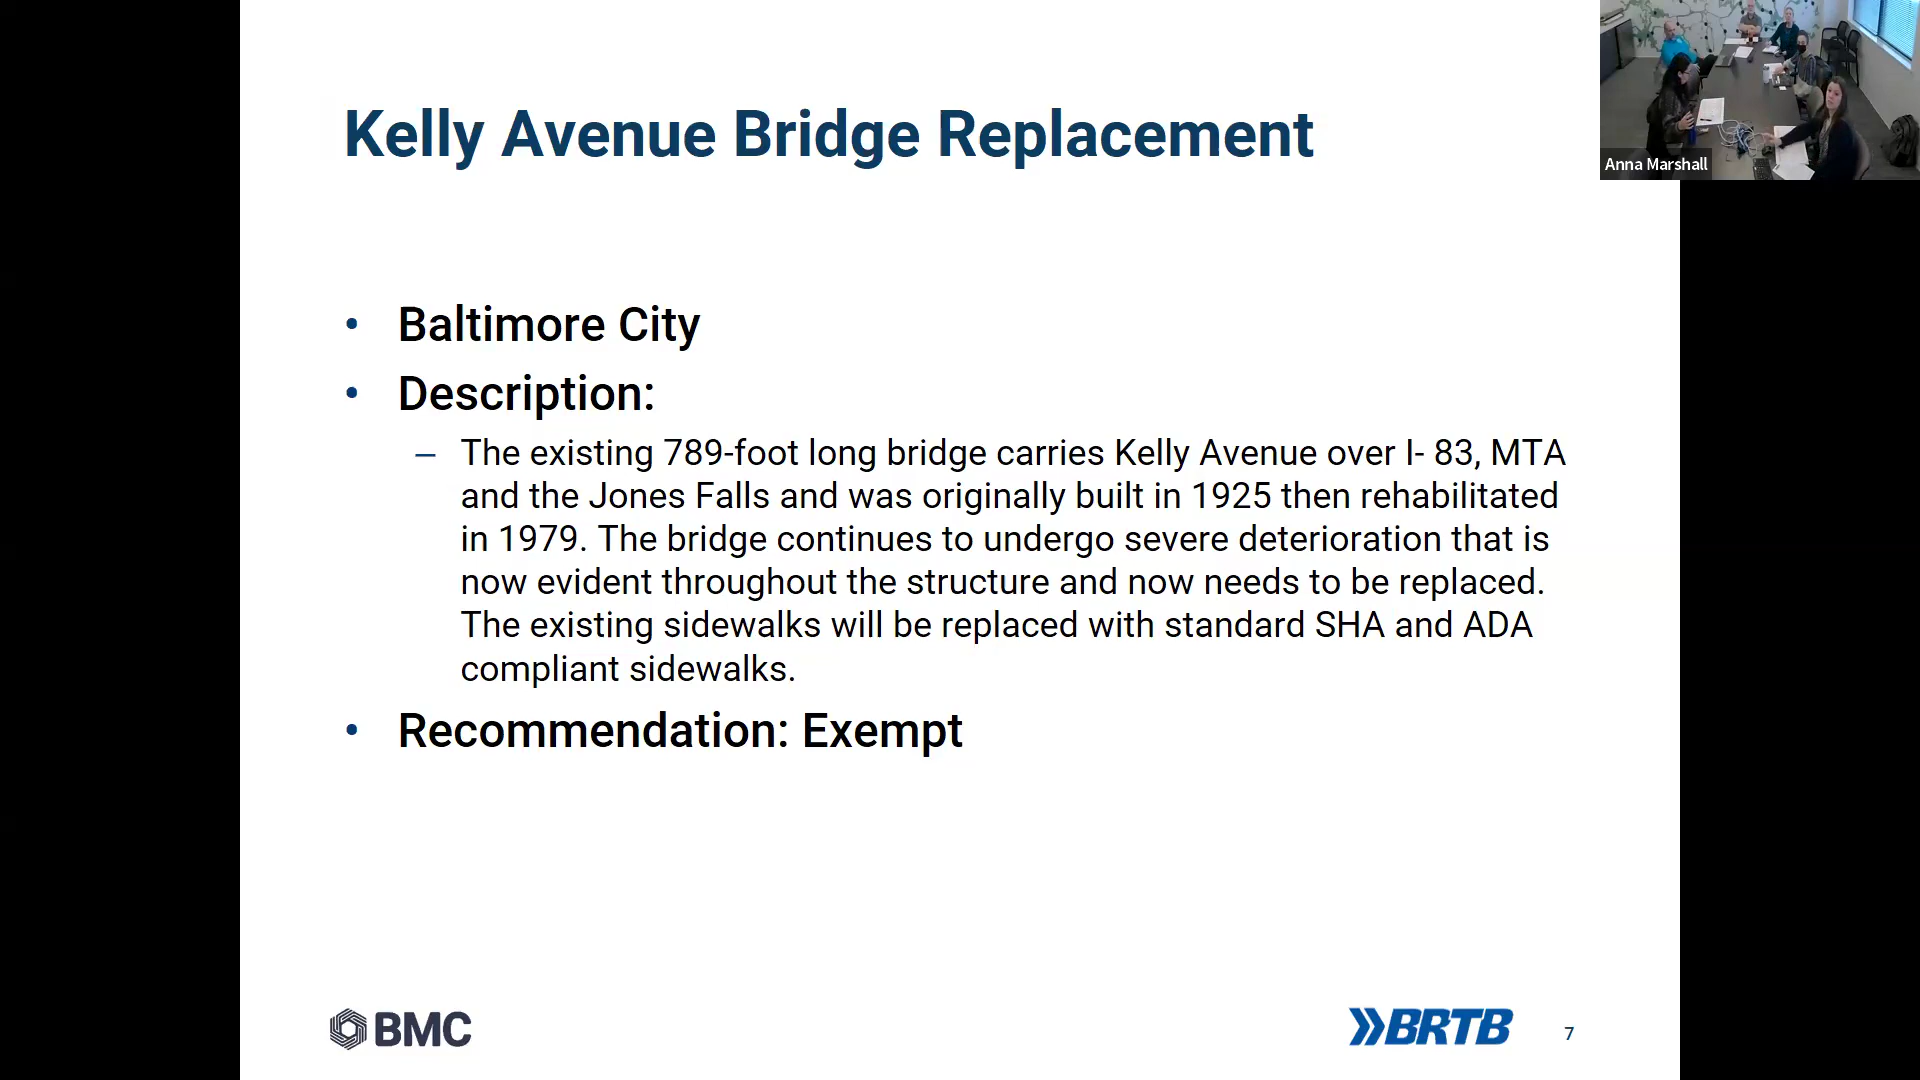 Kelly Avenue Bridge Replacement
Anna Marshall
• Baltimore City
• Description:
– The existing 789-foot long bridge carries Kelly Avenue over I- 83, MTA
and the Jones Falls and was originally built in 1925 then rehabilitated
in 1979. The bridge continues to undergo severe deterioration that is
now evident throughout the structure and now needs to be replaced.
The existing sidewalks will be replaced with standard SHA and ADA
compliant sidewalks.
• Recommendation: Exempt
BMC
BRTB
7